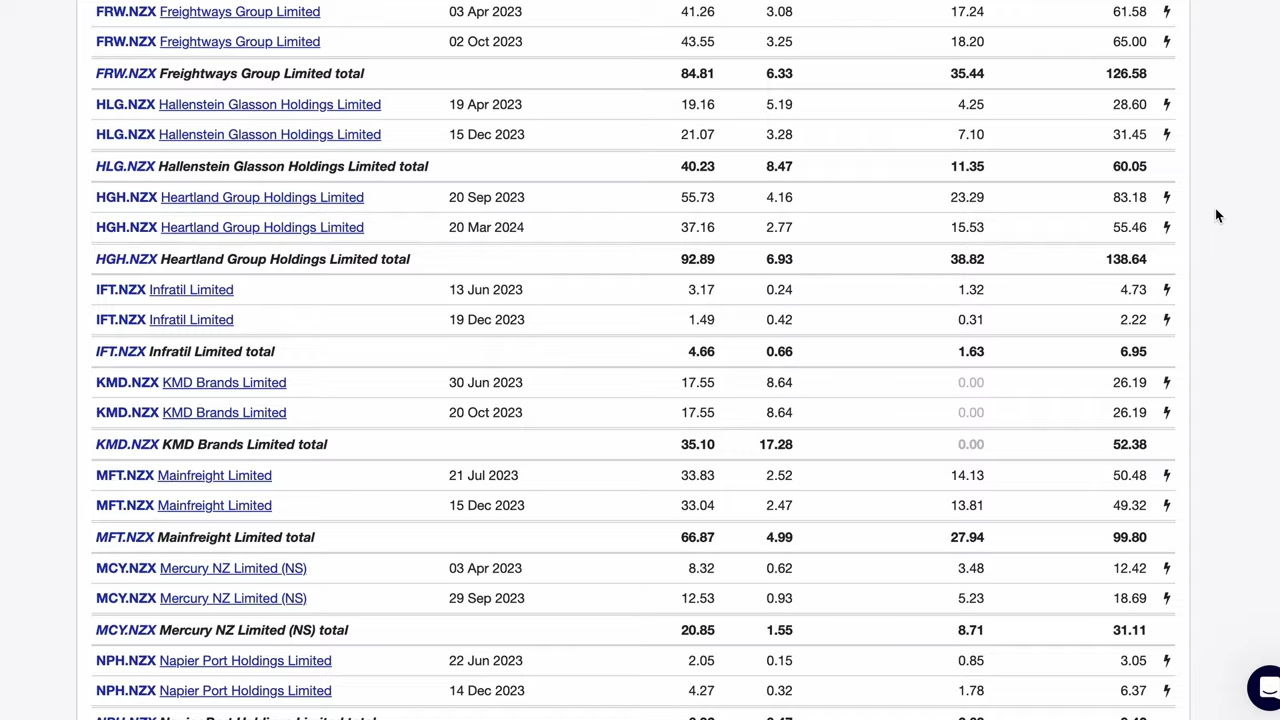 FRW.NZX Freightways Group Limited 03 Apr 2023 41.26 3.08 17.24 61.58
FRW.NZX Freightways Group Limited 02 Oct 2023 43.55 3.25 18.20 65.00
FRW.NZX Freightways Group Limited total 84.81 6.33 35.44 126.58
HLG.NZX Hallenstein Glasson Holdings Limited 19 Apr 2023 19.16 5.19 4.25 28.60
HLG.NZX Hallenstein Glasson Holdings Limited 15 Dec 2023 21.07 3.28 7.10 31.45
HLG.NZX Hallenstein Glasson Holdings Limited total 40.23 8.47 11.35 60.05
HGH.NZX Heartland Group Holdings Limited 20 Sep 2023 55.73 4.16 23.29 83.18
HGH.NZX Heartland Group Holdings Limited 20 Mar 2024 37.16 2.77 15.53 55.46
HGH.NZX Heartland Group Holdings Limited total 92.89 6.93 38.82 138.64
IFT.NZX Infratil Limited 13 Jun 2023 3.17 0.24 1.32 4.73
IFT.NZX Infratil Limited 19 Dec 2023 1.49 0.42 0.31 2.22
IFT.NZX Infratil Limited total 4.66 0.66 1.63 6.95
KMD.NZX KMD Brands Limited 30 Jun 2023 17.55 8.64 0.00 26.19
KMD.NZX KMD Brands Limited 20 Oct 2023 17.55 8.64 0.00 26.19
KMD.NZX KMD Brands Limited total 35.10 17.28 0.00 52.38
MFT.NZX Mainfreight Limited 21 Jul 2023 33.83 2.52 14.13 50.48
MFT.NZX Mainfreight Limited 15 Dec 2023 33.04 2.47 13.81 49.32
MFT.NZX Mainfreight Limited total 66.87 4.99 27.94 99.80
MCY.NZX Mercury NZ Limited (NS) 03 Apr 2023 8.32 0.62 3.48 12.42
MCY.NZX Mercury NZ Limited (NS) 29 Sep 2023 12.53 0.93 5.23 18.69
MCY.NZX Mercury NZ Limited (NS) total 20.85 1.55 8.71 31.11
NPH.NZX Napier Port Holdings Limited 22 Jun 2023 2.05 0.15 0.85 3.05
NPH.NZX Napier Port Holdings Limited 14 Dec 2023 4.27 0.32 1.78 6.37
NPH.NZX Napier Port Holdings Limited total